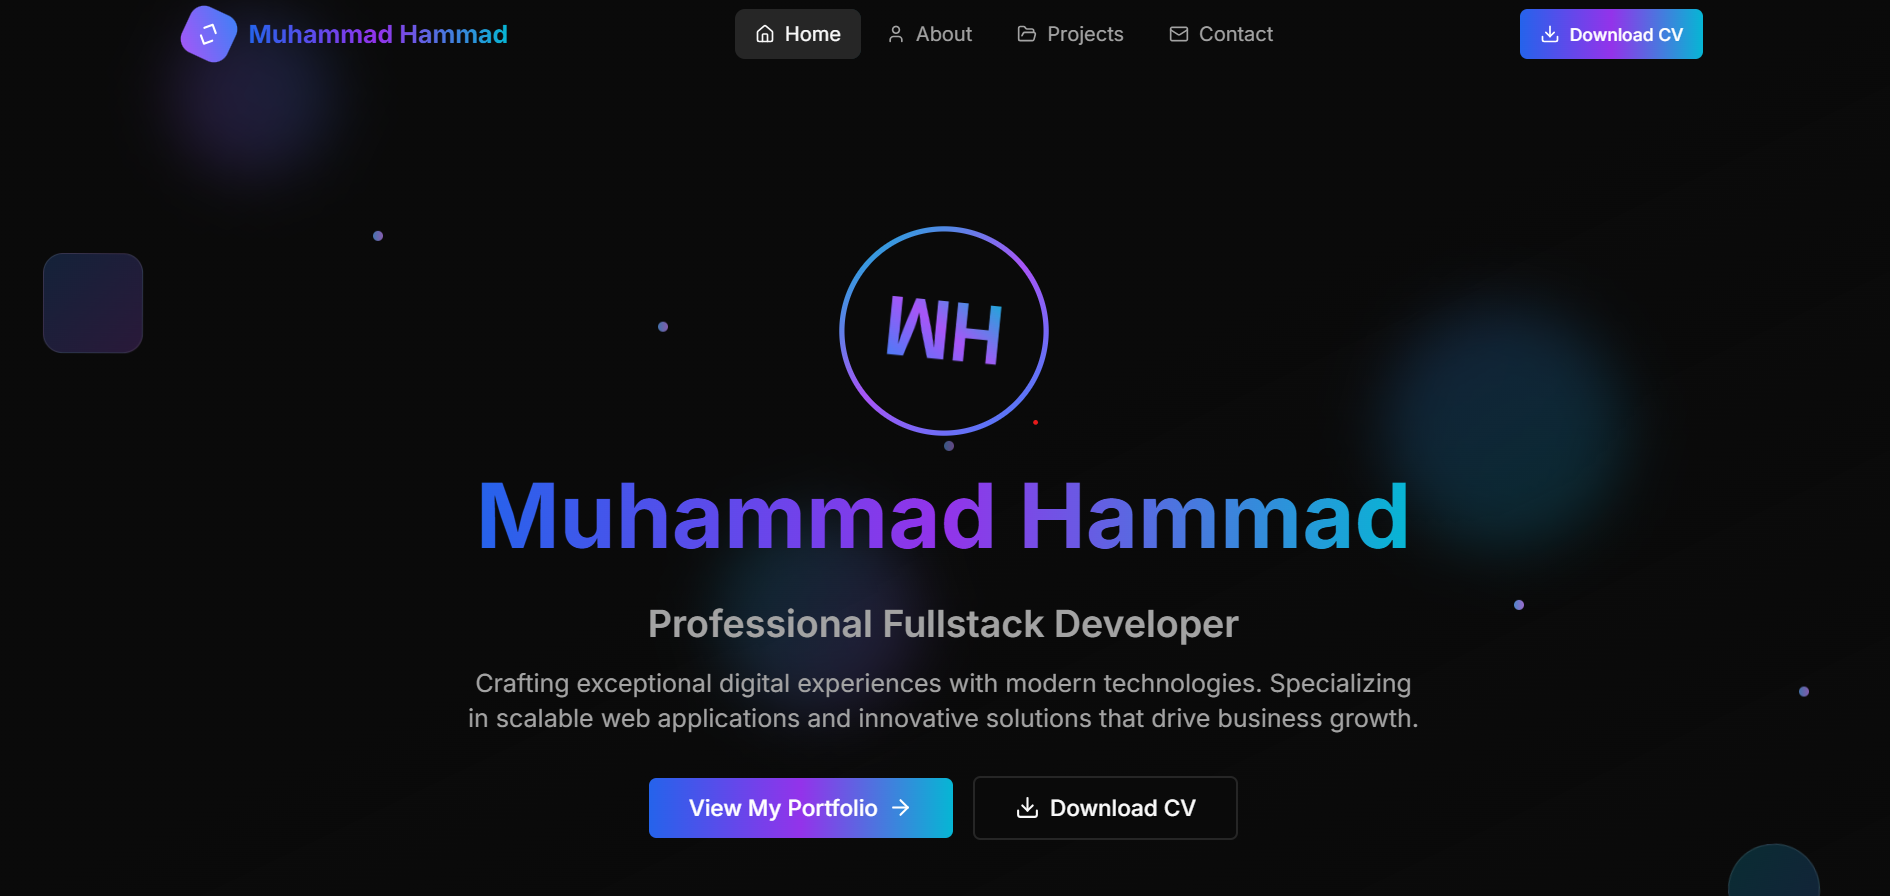 Muhammad Hammad
Home
About
Projects
Contact
Download CV
MH
Muhammad Hammad
Professional Fullstack Developer
Crafting exceptional digital experiences with modern technologies. Specializing
in scalable web applications and innovative solutions that drive business growth.
View My Portfolio
Download CV